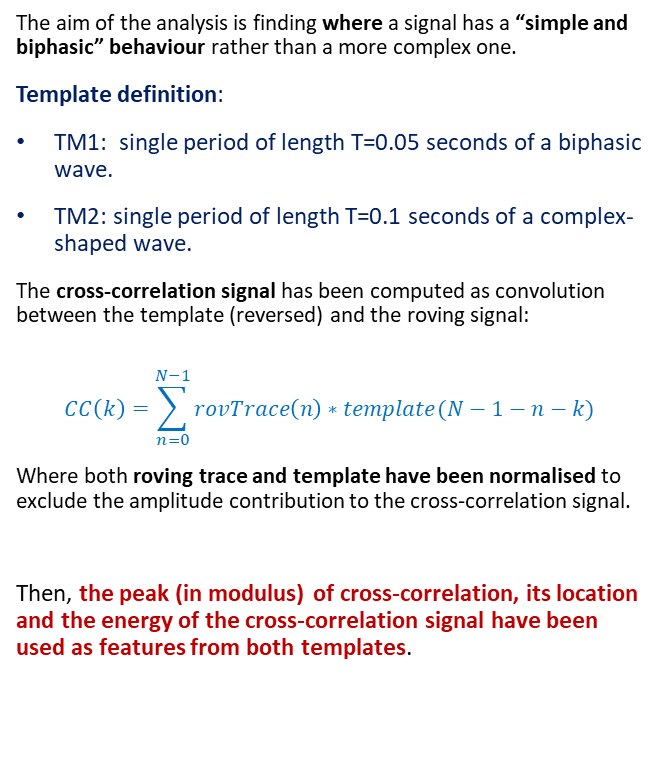 The aim of the analysis is finding where a signal has a “simple and
biphasic” behaviour rather than a more complex one.
Template definition:
• TM1: single period of length T=0.05 seconds of a biphasic
wave.
• TM2: single period of length T=0.1 seconds of a complex-
shaped wave.
The cross-correlation signal has been computed as convolution
between the template (reversed) and the roving signal:
N−1
CC(k) = ∑ rovTrace(n) * template(N − 1 − n − k)
n=0
Where both roving trace and template have been normalised to
exclude the amplitude contribution to the cross-correlation signal.
Then, the peak (in modulus) of cross-correlation, its location
and the energy of the cross-correlation signal have been
used as features from both templates.